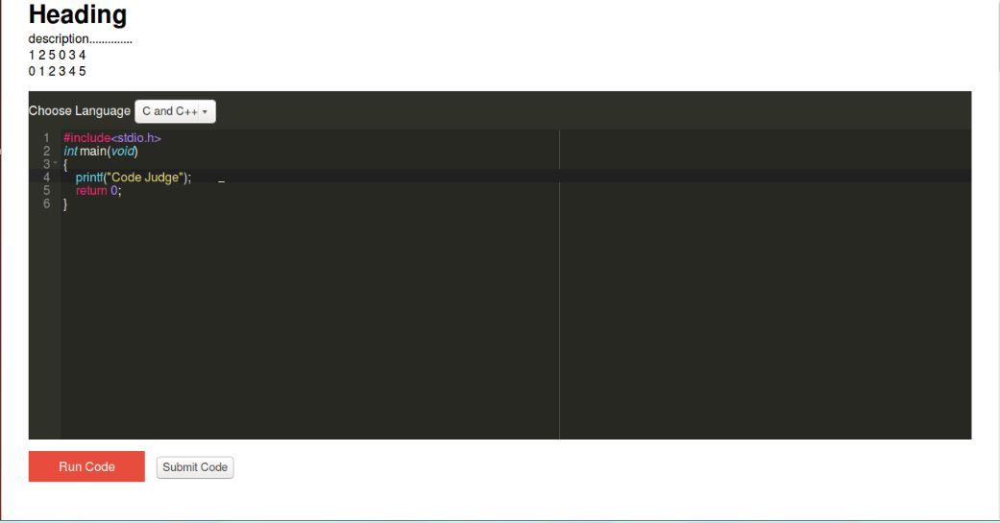 Heading
description..............
1 2 5 0 3 4
0 1 2 3 4 5
Choose Language C and C++
1 #include<stdio.h>
2 int main(void)
3 {
4 printf("Code Judge"); _
5 return 0;
6 }
Run Code Submit Code